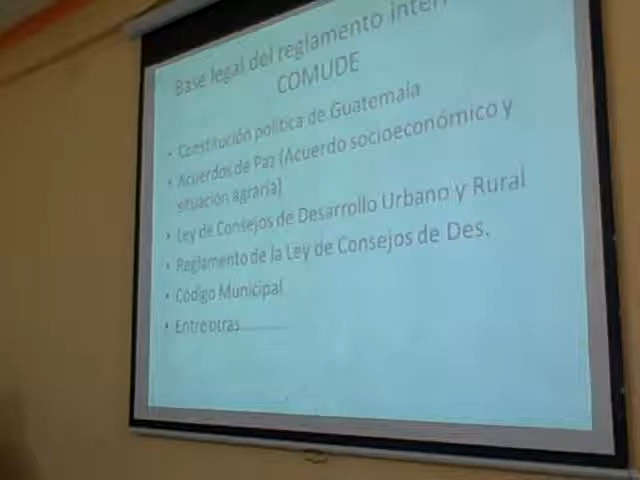 Base legal del reglamento inter
COMUDE
• Constitución política de Guatemala
• Acuerdos de Paz (Acuerdo socioeconómico y
situación agraria)
• Ley de Consejos de Desarrollo Urbano y Rural
• Reglamento de la Ley de Consejos de Des.
• Código Municipal
• Entre otras............